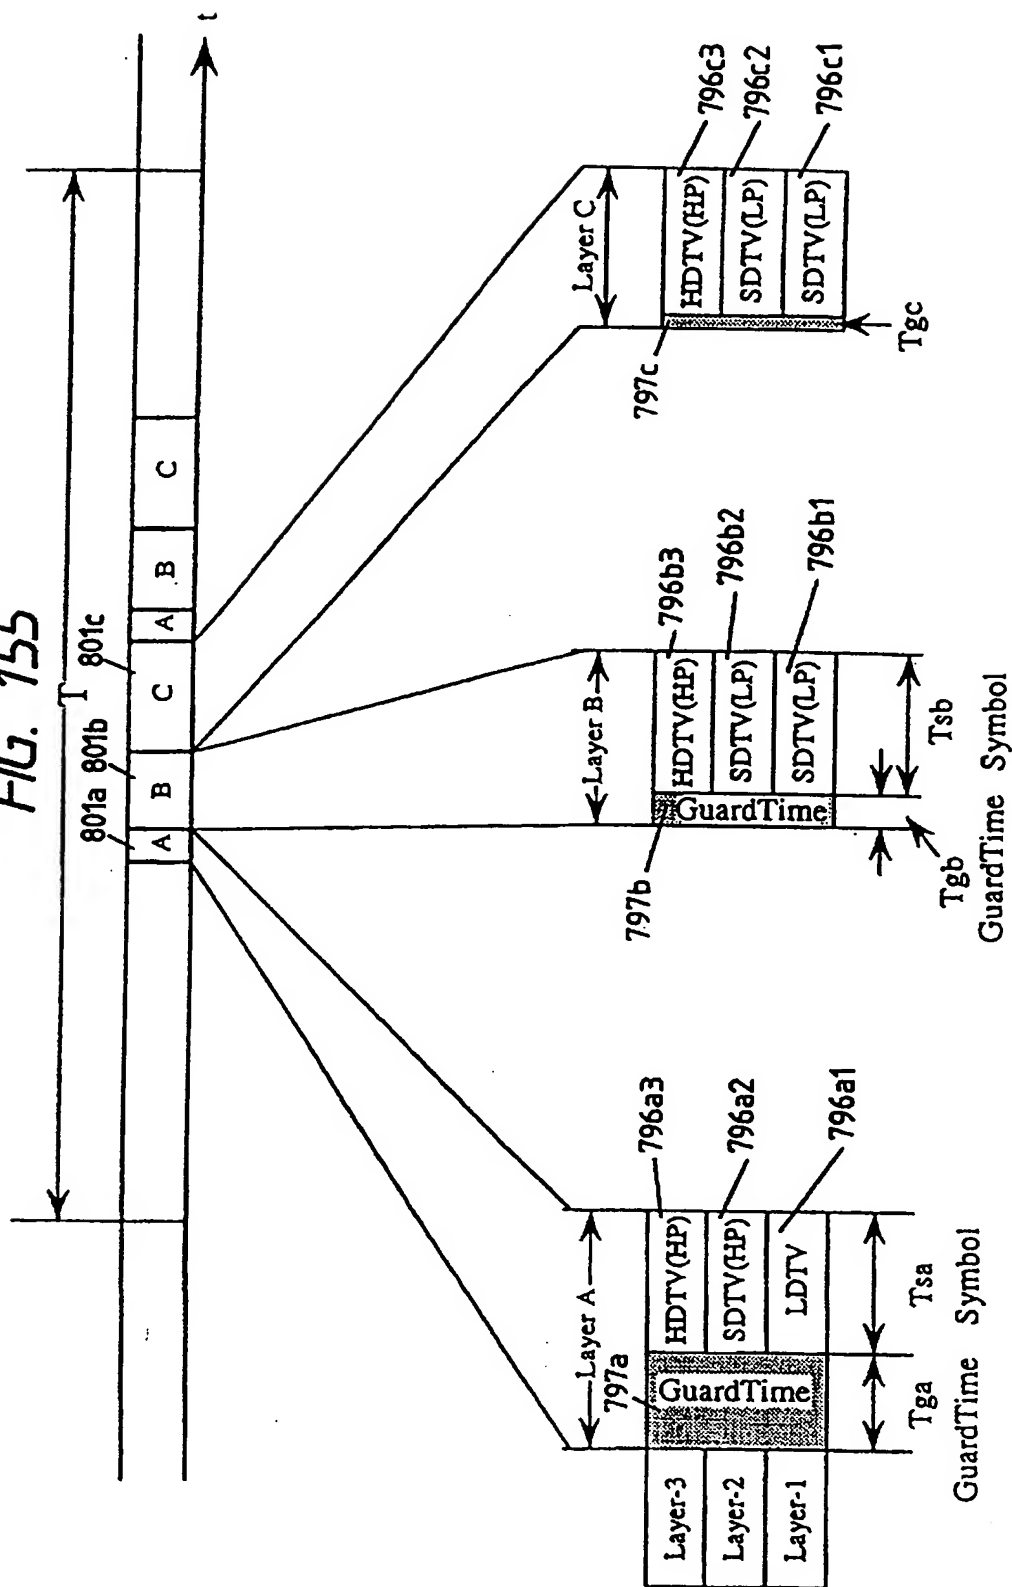 FIG. 155
T
t
801a 801b 801c
A B C A B C
Layer A
797a
GuardTime
Layer-3 HDTV(HP) 796a3
Layer-2 SDTV(HP) 796a2
Layer-1 LDTV 796a1
Tga Tsa
GuardTime Symbol
Layer B
797b
GuardTime
HDTV(HP) 796b3
SDTV(LP) 796b2
SDTV(LP) 796b1
Tgb Tsb
GuardTime Symbol
Layer C
797c
HDTV(HP) 796c3
SDTV(LP) 796c2
SDTV(LP) 796c1
Tgc